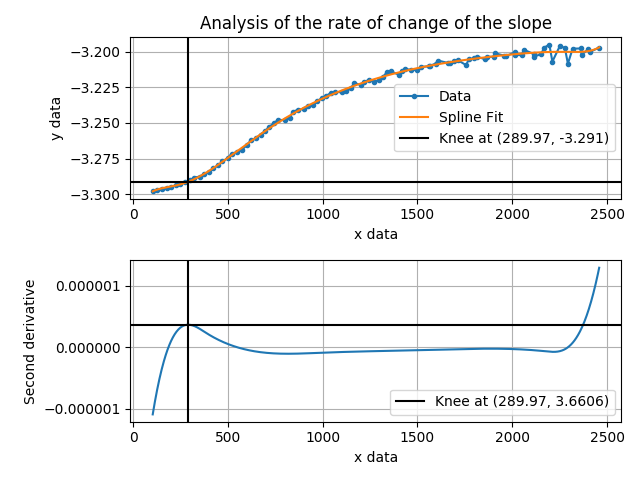 Analysis of the rate of change of the slope
y data
−3.200
−3.225
−3.250
−3.275
−3.300
Data
Spline Fit
Knee at (289.97, -3.291)
0 500 1000 1500 2000 2500
x data
Second derivative
0.000001
0.000000
−0.000001
Knee at (289.97, 3.6606)
0 500 1000 1500 2000 2500
x data